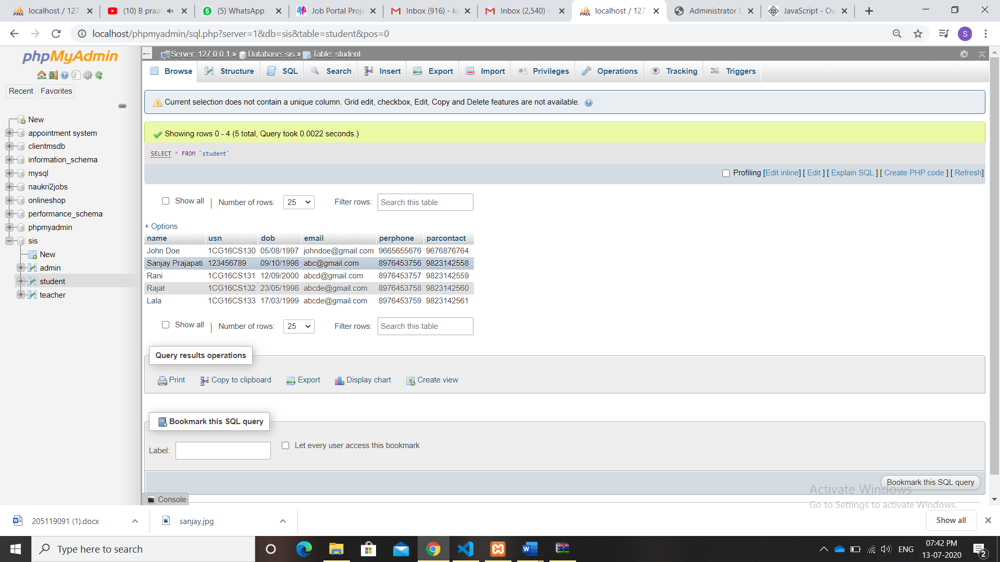 localhost / 127.
(10) B praa
(5) WhatsApp
Job Portal Proje
Inbox (916) - kp
Inbox (2,540) -
localhost / 127.
Administrator D
JavaScript - Ov
localhost/phpmyadmin/sql.php?server=1&db=sis&table=student&pos=0
S
phpMyAdmin
Recent Favorites
New
appointment system
clientmsdb
information_schema
mysql
naukri2jobs
onlineshop
performance_schema
phpmyadmin
sis
New
admin
student
teacher
Server: 127.0.0.1 » Database: sis » Table: student
Browse Structure SQL Search Insert Export Import Privileges Operations Tracking Triggers
Current selection does not contain a unique column. Grid edit, checkbox, Edit, Copy and Delete features are not available.
Showing rows 0 - 4 (5 total, Query took 0.0022 seconds.)
SELECT * FROM `student`
Profiling [Edit inline] [ Edit ] [ Explain SQL ] [ Create PHP code ] [ Refresh]
Show all | Number of rows: 25 Filter rows: Search this table
+ Options
name usn dob email perphone parcontact
John Doe 1CG16CS130 05/08/1997 johndoe@gmail.com 9665655676 9676876764
Sanjay Prajapati 123456789 09/10/1998 abc@gmail.com 8976453756 9823142558
Rani 1CG16CS131 12/09/2000 abcd@gmail.com 8976453757 9823142559
Rajat 1CG16CS132 23/05/1998 abcde@gmail.com 8976453758 9823142560
Lala 1CG16CS133 17/03/1999 abcde@gmail.com 8976453759 9823142561
Show all | Number of rows: 25 Filter rows: Search this table
Query results operations
Print Copy to clipboard Export Display chart Create view
Bookmark this SQL query
Label: Let every user access this bookmark
Bookmark this SQL query
Activate Windows
Go to Settings to activate Windows.
Console
205119091 (1).docx
sanjay.jpg
Show all
Type here to search
ENG
07:42 PM
13-07-2020
2